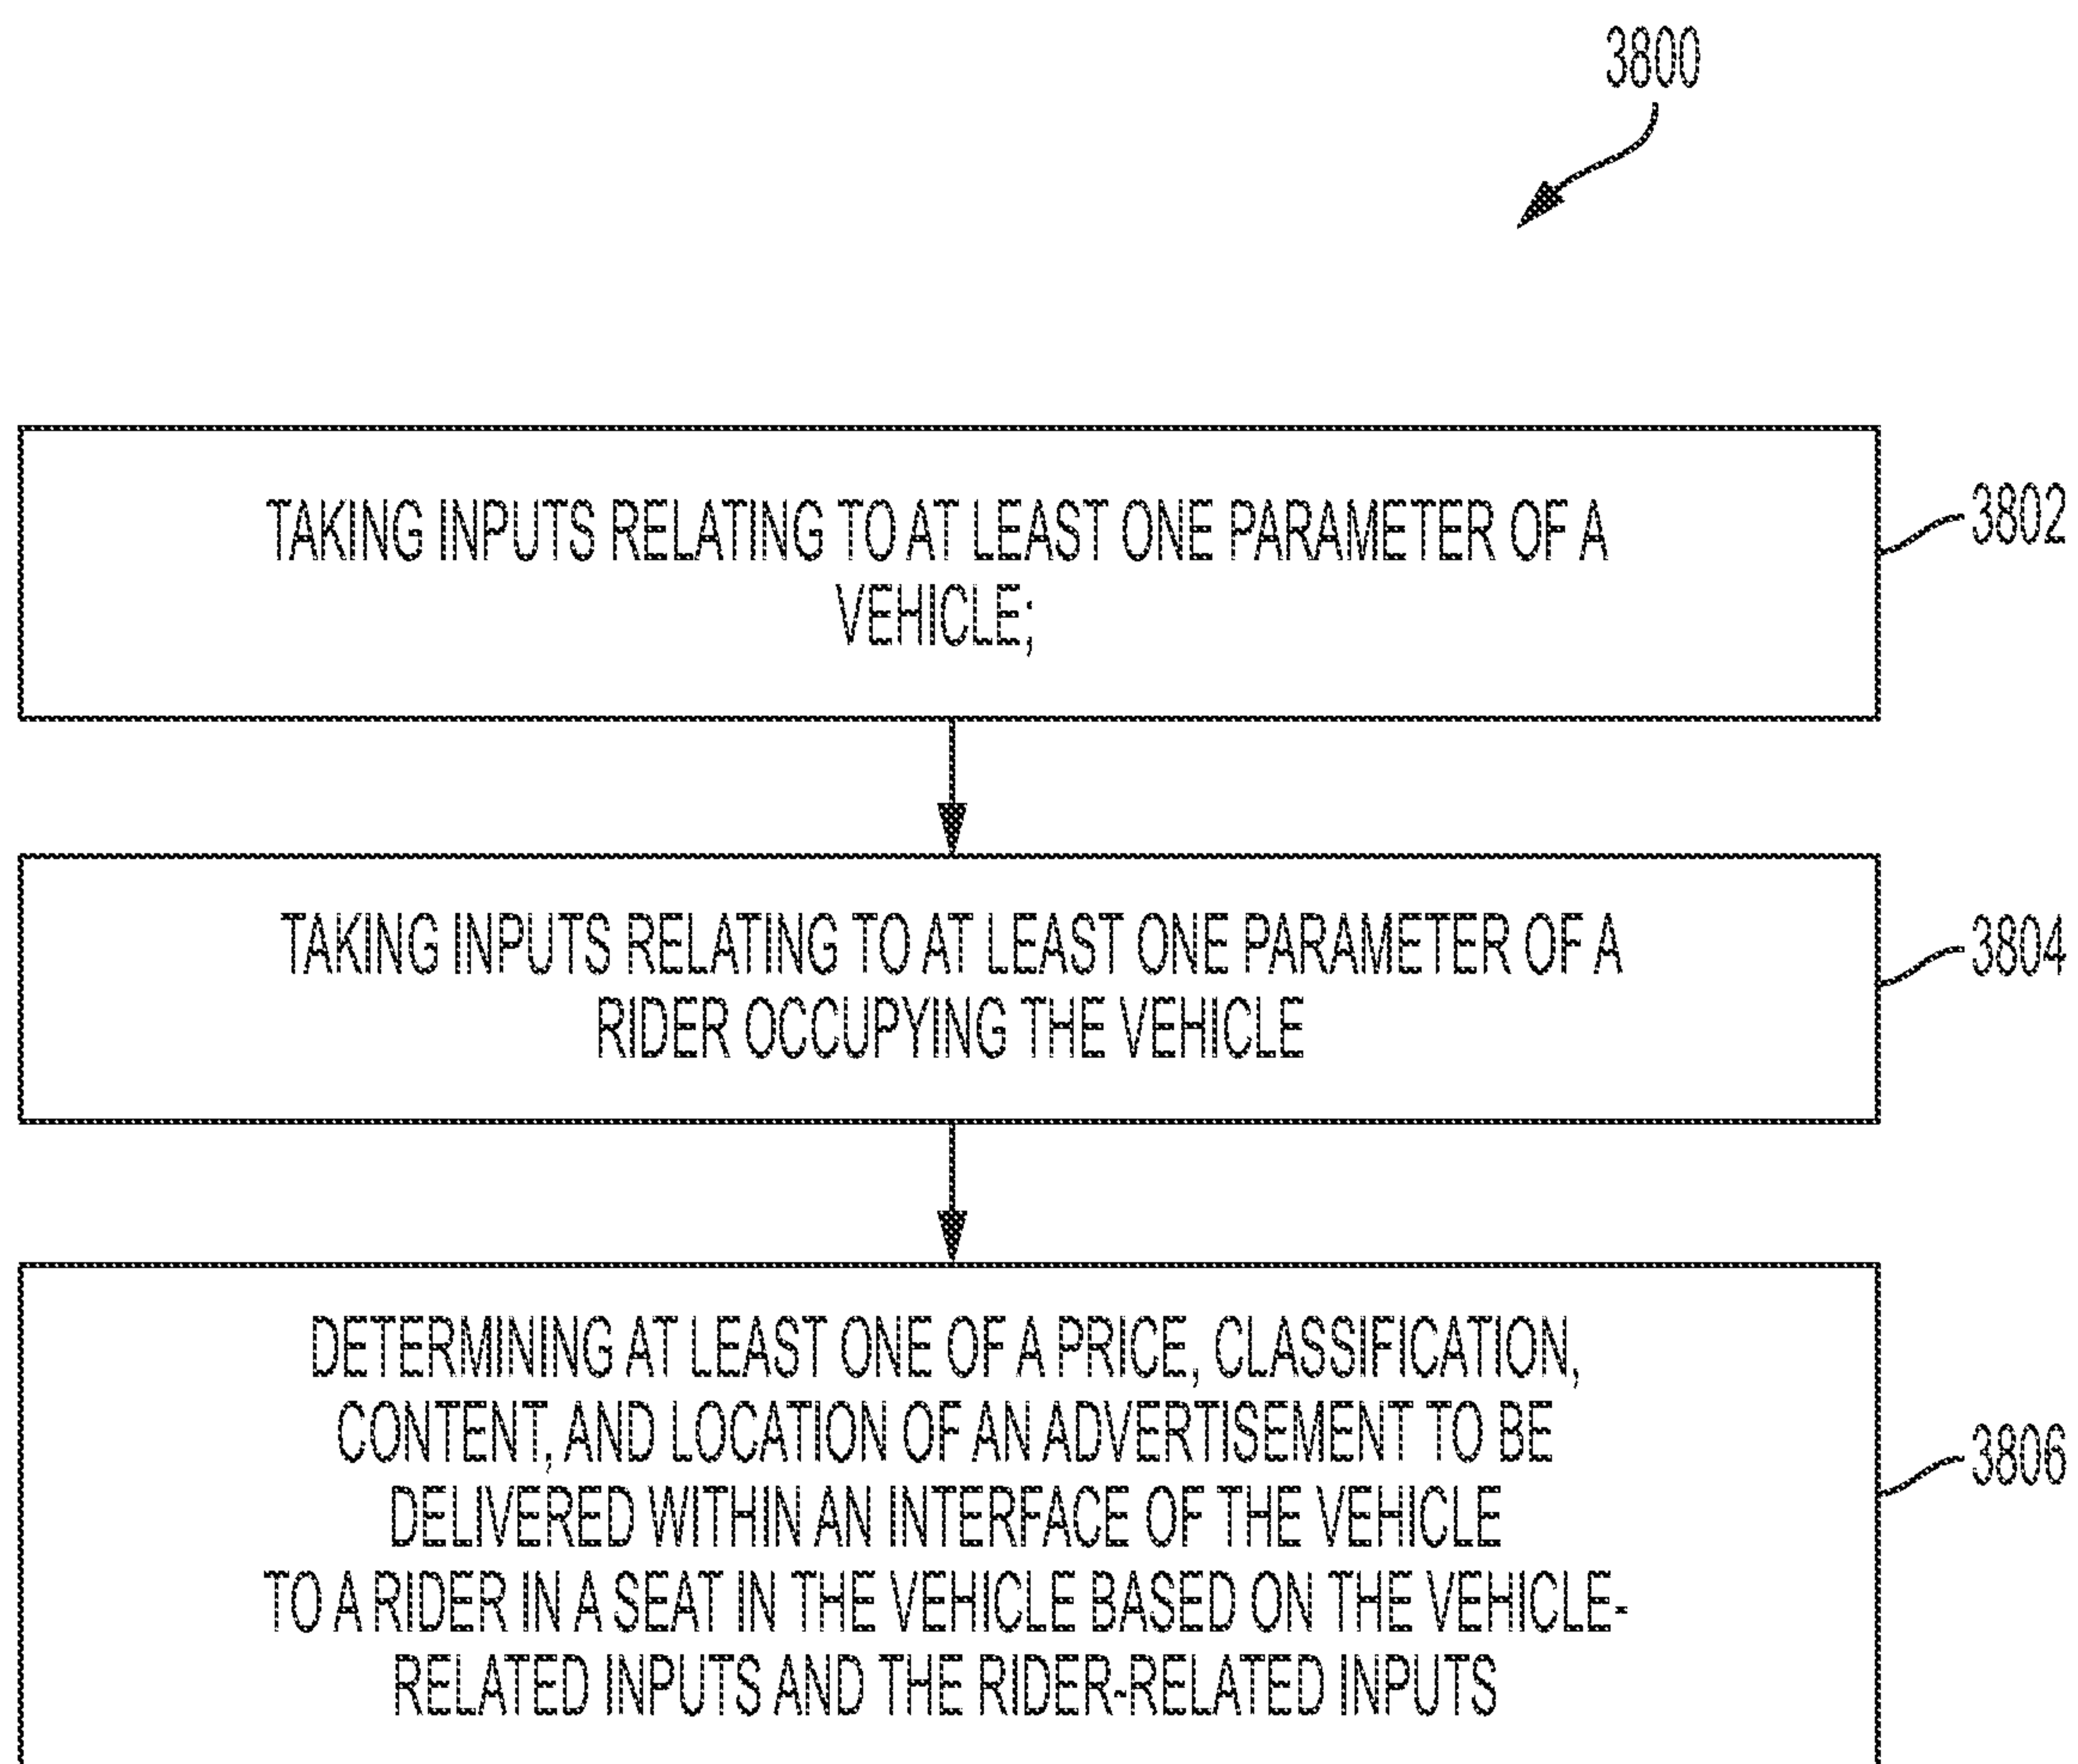 3800
TAKING INPUTS RELATING TO AT LEAST ONE PARAMETER OF A
VEHICLE;
3802
TAKING INPUTS RELATING TO AT LEAST ONE PARAMETER OF A
RIDER OCCUPYING THE VEHICLE
3804
DETERMINING AT LEAST ONE OF A PRICE, CLASSIFICATION,
CONTENT, AND LOCATION OF AN ADVERTISEMENT TO BE
DELIVERED WITHIN AN INTERFACE OF THE VEHICLE
TO A RIDER IN A SEAT IN THE VEHICLE BASED ON THE VEHICLE-
RELATED INPUTS AND THE RIDER-RELATED INPUTS
3806